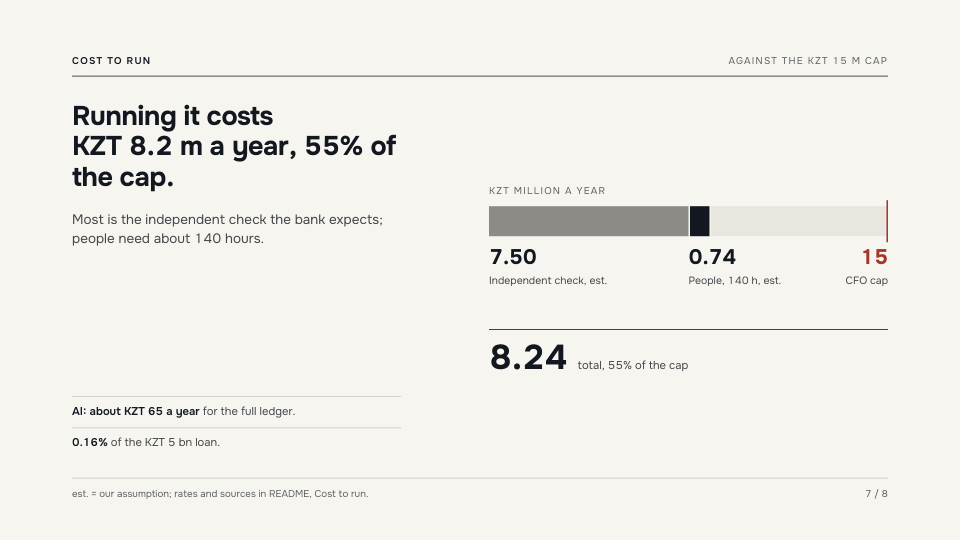 COST TO RUN
AGAINST THE KZT 15 M CAP
Running it costs
KZT 8.2 m a year, 55% of
the cap.
Most is the independent check the bank expects;
people need about 140 hours.
KZT MILLION A YEAR
7.50
0.74
15
Independent check, est.
People, 140 h, est.
CFO cap
8.24 total, 55% of the cap
AI: about KZT 65 a year for the full ledger.
0.16% of the KZT 5 bn loan.
est. = our assumption; rates and sources in README, Cost to run.
7 / 8